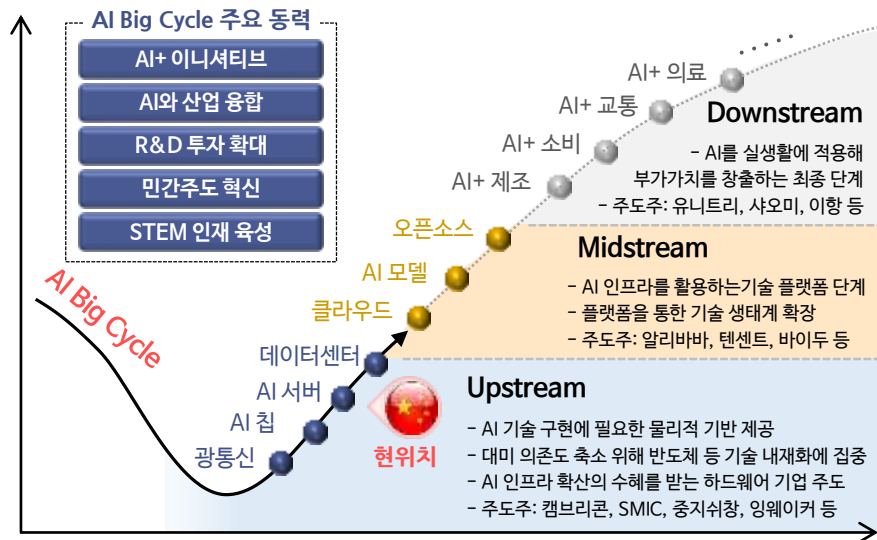 AI Big Cycle 주요 동력
AI+ 이니셔티브
AI와 산업 융합
R&D 투자 확대
민간주도 혁신
STEM 인재 육성
AI Big Cycle
광통신
AI 칩
AI 서버
데이터센터
클라우드
AI 모델
오픈소스
AI+ 제조
AI+ 소비
AI+ 교통
AI+ 의료
현위치
Downstream
- AI를 실생활에 적용해
부가가치를 창출하는 최종 단계
- 주도주: 유니트리, 샤오미, 이항 등
Midstream
- AI 인프라를 활용하는기술 플랫폼 단계
- 플랫폼을 통한 기술 생태계 확장
- 주도주: 알리바바, 텐센트, 바이두 등
Upstream
- AI 기술 구현에 필요한 물리적 기반 제공
- 대미 의존도 축소 위해 반도체 등 기술 내재화에 집중
- AI 인프라 확산의 수혜를 받는 하드웨어 기업 주도
- 주도주: 캠브리콘, SMIC, 중지쉬창, 잉웨이커 등